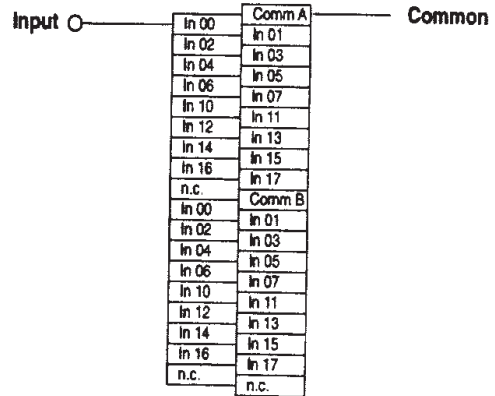 Input
Common
In 00
In 02
In 04
In 06
In 10
In 12
In 14
In 16
n.c.
In 00
In 02
In 04
In 06
In 10
In 12
In 14
In 16
n.c.
Comm A
In 01
In 03
In 05
In 07
In 11
In 13
In 15
In 17
Comm B
In 01
In 03
In 05
In 07
In 11
In 13
In 15
In 17
n.c.